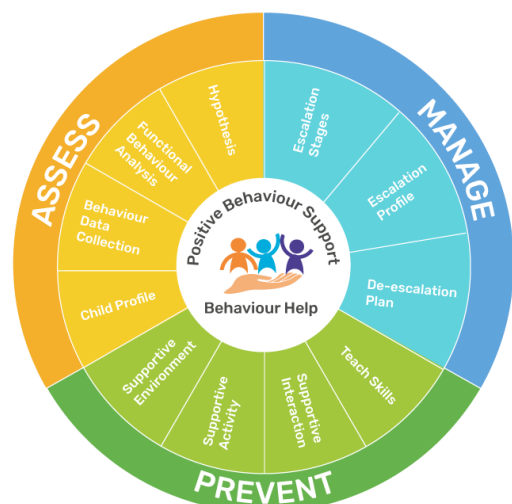 ASSESS
MANAGE
PREVENT
Child Profile
Behaviour
Data
Collection
Functional
Behaviour
Analysis
Hypothesis
Escalation
Stages
Escalation
Profile
De-escalation
Plan
Teach Skills
Supportive
Interaction
Supportive
Activity
Supportive
Environment
Positive Behaviour Support
Behaviour Help